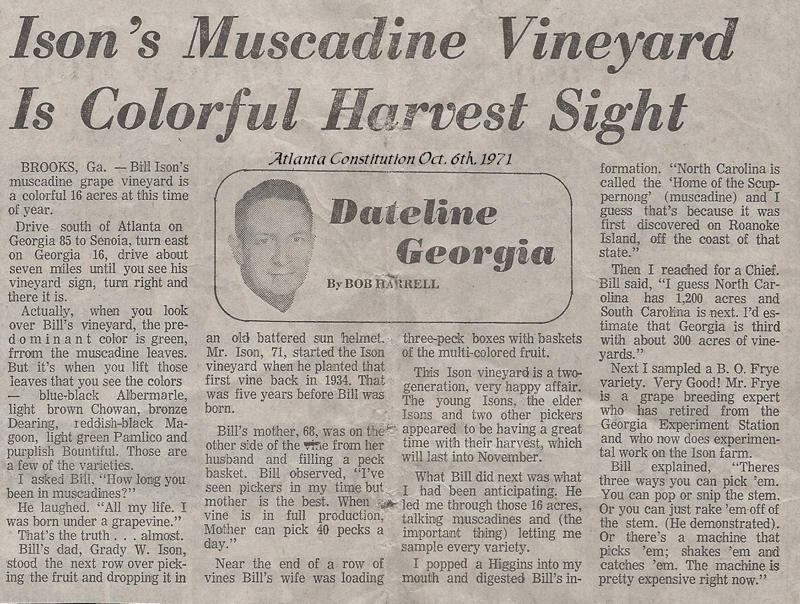 Ison's Muscadine Vineyard
Is Colorful Harvest Sight
Atlanta Constitution Oct. 6th, 1971
Dateline
Georgia
By BOB HARRELL
BROOKS, Ga. — Bill Ison's
muscadine grape vineyard is
a colorful 16 acres at this time
of year.
Drive south of Atlanta on
Georgia 85 to Senoia, turn east
on Georgia 16, drive about
seven miles until you see his
vineyard sign, turn right and
there it is.
Actually, when you look
over Bill's vineyard, the pre-
dominant color is green,
frrom the muscadine leaves.
But it's when you lift those
leaves that you see the colors
— blue-black Albermarle,
light brown Chowan, bronze
Dearing, reddish-black Ma-
goon, light green Pamlico and
purplish Bountiful. Those are
a few of the varieties.
I asked Bill, "How long you
been in muscadines?"
He laughed. "All my life. I
was born under a grapevine."
That's the truth . . . almost.
Bill's dad, Grady W. Ison,
stood the next row over pick-
ing the fruit and dropping it in
an old battered sun helmet.
Mr. Ison, 71, started the Ison
vineyard when he planted that
first vine back in 1934. That
was five years before Bill was
born.
Bill's mother, 68, was on the
other side of the vine from her
husband and filling a peck
basket. Bill observed, "I've
seen pickers in my time but
mother is the best. When a
vine is in full production,
Mother can pick 40 pecks a
day."
Near the end of a row of
vines Bill's wife was loading
three-peck boxes with baskets
of the multi-colored fruit.
This Ison vineyard is a two-
generation, very happy affair.
The young Isons, the elder
Isons and two other pickers
appeared to be having a great
time with their harvest, which
will last into November.
What Bill did next was what
I had been anticipating. He
led me through those 16 acres,
talking muscadines and (the
important thing) letting me
sample every variety.
I popped a Higgins into my
mouth and digested Bill's in-
formation. "North Carolina is
called the 'Home of the Scup-
pernong' (muscadine) and I
guess that's because it was
first discovered on Roanoke
Island, off the coast of that
state."
Then I reached for a Chief.
Bill said, "I guess North Car-
olina has 1,200 acres and
South Carolina is next. I'd es-
timate that Georgia is third
with about 300 acres of vine-
yards."
Next I sampled a B. O. Frye
variety. Very Good! Mr. Frye
is a grape breeding expert
who has retired from the
Georgia Experiment Station
and who now does experimen-
tal work on the Ison farm.
Bill explained, "Theres
three ways you can pick 'em.
You can pop or snip the stem.
Or you can just rake 'em off of
the stem. (He demonstrated).
Or there's a machine that
picks 'em; shakes 'em and
catches 'em. The machine is
pretty expensive right now."